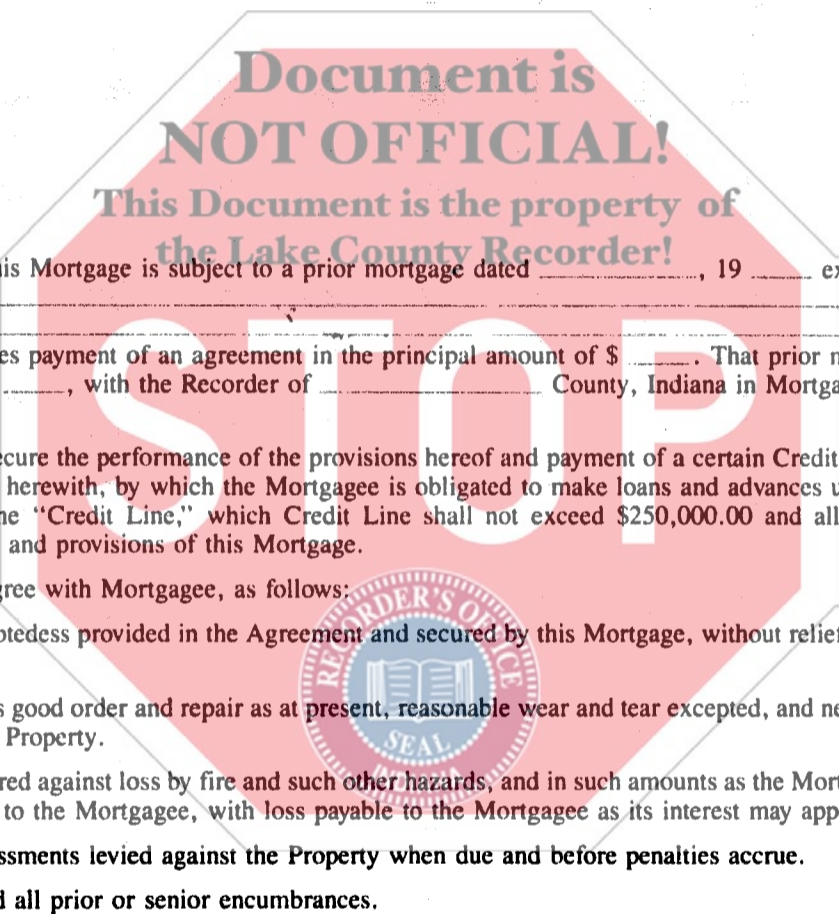 Document is
NOT OFFICIAL!
This Document is the property of
the Lake County Recorder!
is Mortgage is subject to a prior mortgage dated , 19 ex
es payment of an agreement in the principal amount of $ . That prior m
, with the Recorder of County, Indiana in Mortga
STOP
ecure the performance of the provisions hereof and payment of a certain Credit
herewith, by which the Mortgagee is obligated to make loans and advances u
he “Credit Line,” which Credit Line shall not exceed $250,000.00 and all
and provisions of this Mortgage.
gree with Mortgagee, as follows:
RECORDER'S OFFICE
btedess provided in the Agreement and secured by this Mortgage, without relief
s good order and repair as at present, reasonable wear and tear excepted, and ne
Property.
SEAL
red against loss by fire and such other hazards, and in such amounts as the Mort
to the Mortgagee, with loss payable to the Mortgagee as its interest may app
ssments levied against the Property when due and before penalties accrue.
d all prior or senior encumbrances.